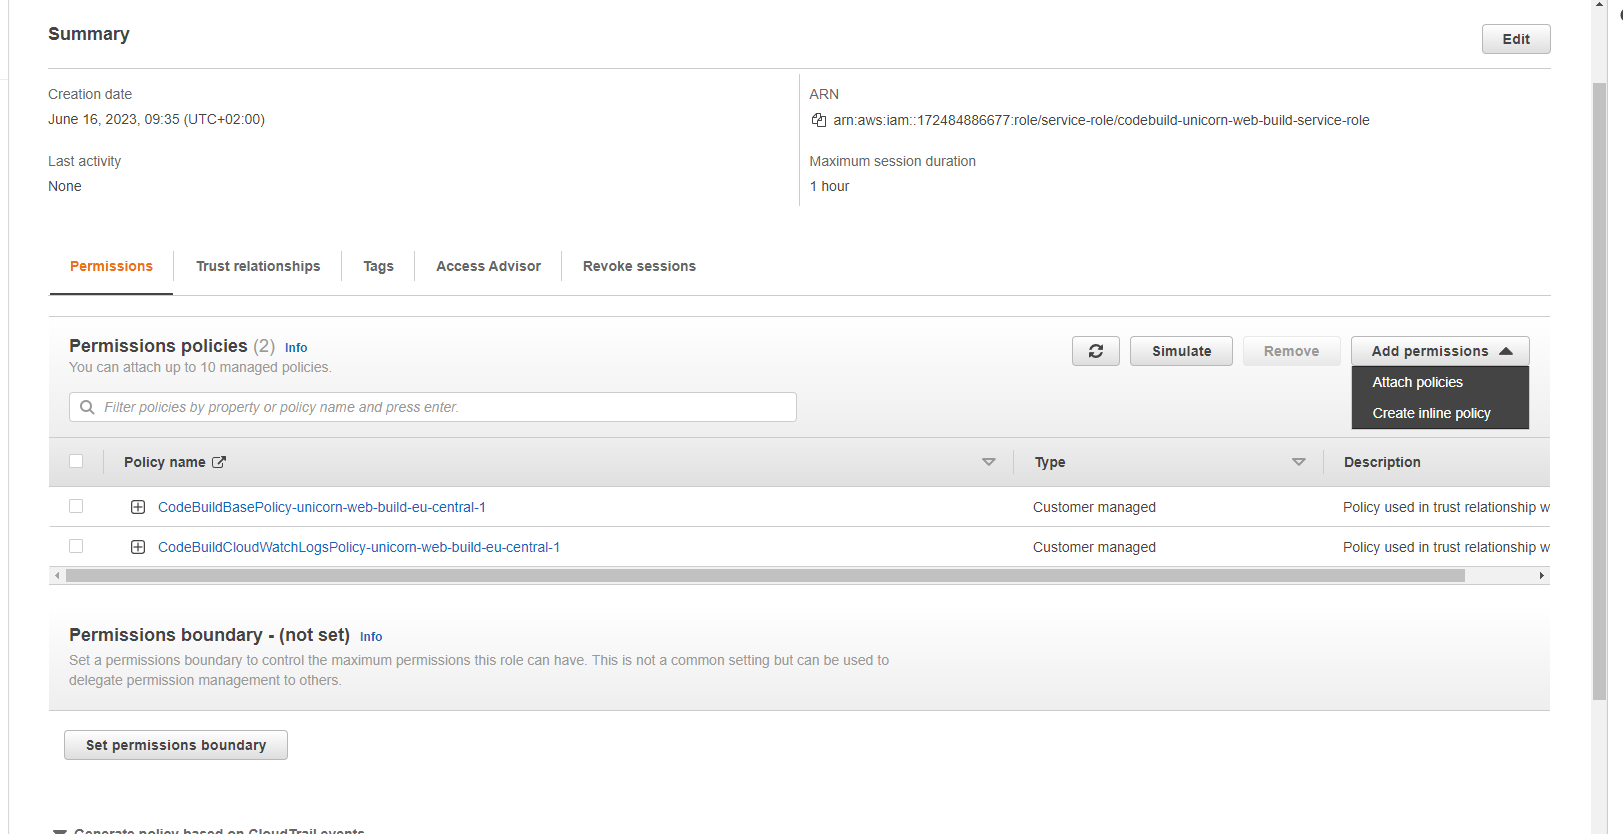 Summary
Edit
Creation date
June 16, 2023, 09:35 (UTC+02:00)
ARN
arn:aws:iam::172484886677:role/service-role/codebuild-unicorn-web-build-service-role
Last activity
None
Maximum session duration
1 hour
Permissions
Trust relationships
Tags
Access Advisor
Revoke sessions
Permissions policies (2) Info
You can attach up to 10 managed policies.
Simulate
Remove
Add permissions
Attach policies
Create inline policy
Filter policies by property or policy name and press enter.
Policy name
Type
Description
CodeBuildBasePolicy-unicorn-web-build-eu-central-1
Customer managed
Policy used in trust relationship w
CodeBuildCloudWatchLogsPolicy-unicorn-web-build-eu-central-1
Customer managed
Policy used in trust relationship w
Permissions boundary - (not set) Info
Set a permissions boundary to control the maximum permissions this role can have. This is not a common setting but can be used to
delegate permission management to others.
Set permissions boundary
Generate policy based on CloudTrail events